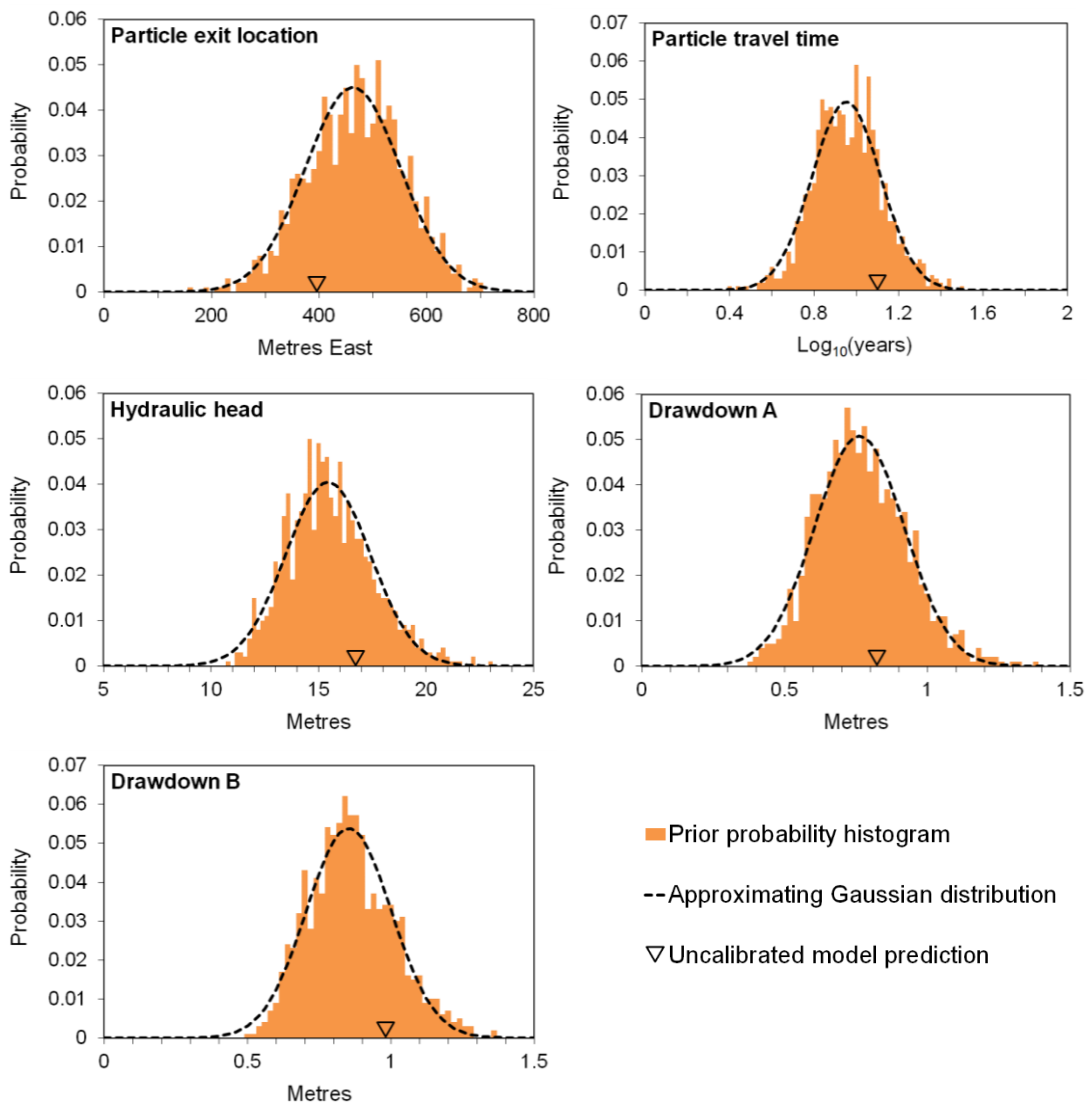 Particle exit location
0.06
0.05
0.04
0.03
0.02
0.01
0
Probability
0 200 400 600 800
Metres East
Particle travel time
0.07
0.06
0.05
0.04
0.03
0.02
0.01
0
Probability
0 0.4 0.8 1.2 1.6 2
Log10(years)
Hydraulic head
0.06
0.05
0.04
0.03
0.02
0.01
0
Probability
5 10 15 20 25
Metres
Drawdown A
0.06
0.05
0.04
0.03
0.02
0.01
0
Probability
0 0.5 1 1.5
Metres
Drawdown B
0.07
0.06
0.05
0.04
0.03
0.02
0.01
0
Probability
0 0.5 1 1.5
Metres
Prior probability histogram
Approximating Gaussian distribution
Uncalibrated model prediction